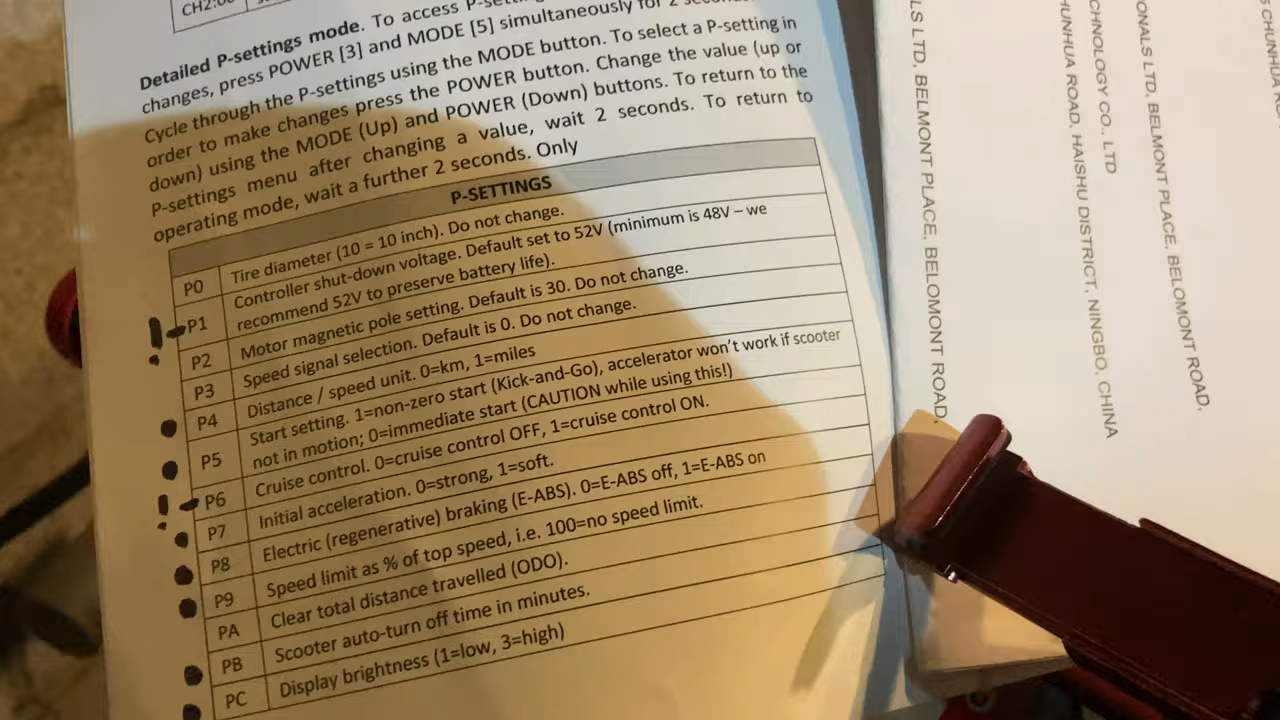 CH2:00
Detailed P-settings mode. To access P-setting
changes, press POWER [3] and MODE [5] simultaneously for 2
Cycle through the P-settings using the MODE button. To select a P-setting in
order to make changes press the POWER button. Change the value (up or
down) using the MODE (Up) and POWER (Down) buttons. To return to the
P-settings menu after changing a value, wait 2 seconds. To return to
operating mode, wait a further 2 seconds. Only
P-SETTINGS
P0 Tire diameter (10 = 10 inch). Do not change.
P1 Controller shut-down voltage. Default set to 52V (minimum is 48V – we
recommend 52V to preserve battery life).
P2 Motor magnetic pole setting. Default is 30. Do not change.
P3 Speed signal selection. Default is 0. Do not change.
P4 Distance / speed unit. 0=km, 1=miles
P5 Start setting. 1=non-zero start (Kick-and-Go), accelerator won't work if scooter
not in motion; 0=immediate start (CAUTION while using this!)
P6 Cruise control. 0=cruise control OFF, 1=cruise control ON.
P7 Initial acceleration. 0=strong, 1=soft.
P8 Electric (regenerative) braking (E-ABS). 0=E-ABS off, 1=E-ABS on
P9 Speed limit as % of top speed, i.e. 100=no speed limit.
PA Clear total distance travelled (ODO).
PB Scooter auto-turn off time in minutes.
PC Display brightness (1=low, 3=high)
CHUNHUA
ONALS LTD, BELMONT PLACE, BELOMONT ROAD.
CHNOLOGY CO., LTD
HUNHUA ROAD, HAISHU DISTRICT, NINGBO, CHINA
LS LTD, BELMONT PLACE, BELOMONT ROAD